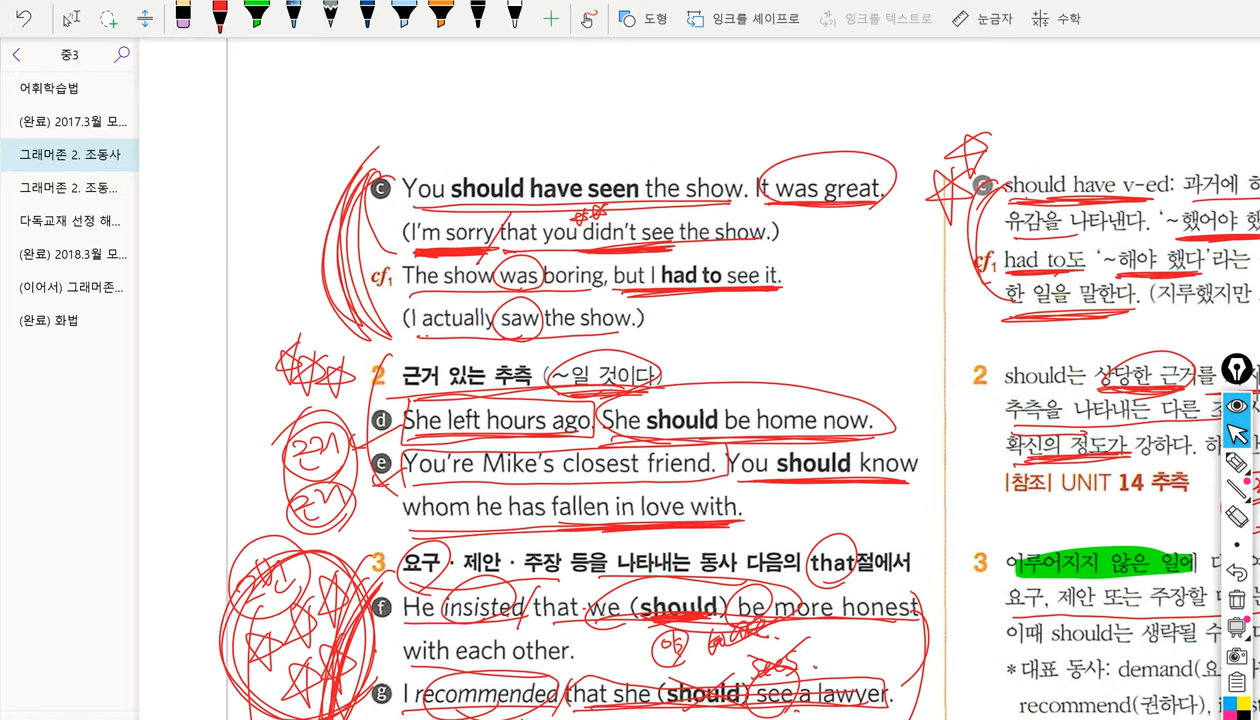 도형
잉크를 셰이프로
잉크를 텍스트로
눈금자
수학
중3
어휘학습법
(완료) 2017.3월 모...
그래머존 2. 조동사
그래머존 2. 조동...
다독교재 선정 해...
(완료) 2018.3월 모...
(이어서) 그래머존...
(완료) 화법
c You should have seen the show. It was great.
(I'm sorry that you didn't see the show.)
cf.1 The show was boring, but I had to see it.
(I actually saw the show.)
2 근거 있는 추측 (~일 것이다)
d She left hours ago. She should be home now.
근거
e You're Mike's closest friend. You should know
whom he has fallen in love with.
근거
3 요구·제안·주장 등을 나타내는 동사 다음의 that절에서
f He insisted that we (should) be more honest
with each other.
야
sees
g I recommended that she (should) see a lawyer.
c should have v-ed: 과거에
유감을 나타낸다. '~했어야 했
cf.1 had to도 '~해야 했다'라는
한 일을 말한다. (지루했지만
2 should는 상당한 근거를
추측을 나타내는 다른
확신의 정도가 강하다.
|참조| UNIT 14 추측
3 이루어지지 않은 일에
요구, 제안 또는 주장할
이때 should는 생략될 수
* 대표 동사: demand(요
recommend(권하다),